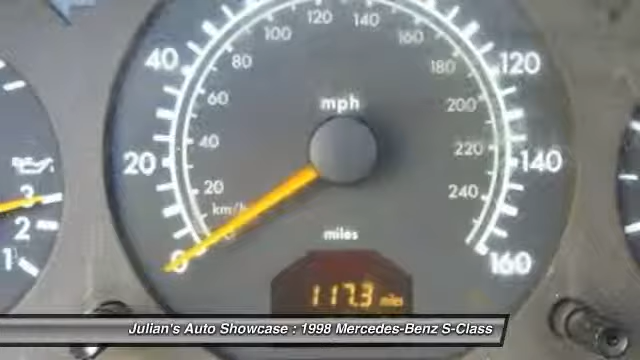 120
100 140
80 160
60 180
40 200
20 220
km/h 240
40 mph 120
20 140
0 miles 160
3
2
1
117.3 miles
Julian's Auto Showcase : 1998 Mercedes-Benz S-Class